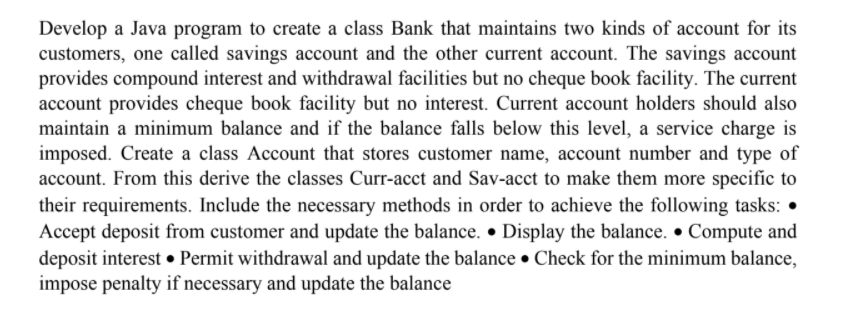 Develop a Java program to create a class Bank that maintains two kinds of account for its
customers, one called savings account and the other current account. The savings account
provides compound interest and withdrawal facilities but no cheque book facility. The current
account provides cheque book facility but no interest. Current account holders should also
maintain a minimum balance and if the balance falls below this level, a service charge is
imposed. Create a class Account that stores customer name, account number and type of
account. From this derive the classes Curr-acct and Sav-acct to make them more specific to
their requirements. Include the necessary methods in order to achieve the following tasks: •
Accept deposit from customer and update the balance. • Display the balance. • Compute and
deposit interest • Permit withdrawal and update the balance • Check for the minimum balance,
impose penalty if necessary and update the balance